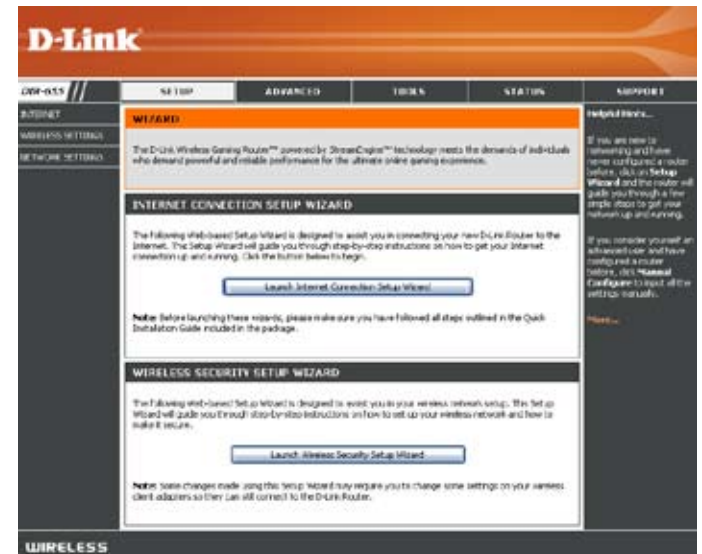 D-Link
DIR-655
SETUP
ADVANCED
TOOLS
STATUS
SUPPORT
INTERNET
WIRELESS SETTINGS
NETWORK SETTINGS
WIZARD
The D-Link Wireless Gaming Router™ powered by StreamEngine™ technology meets the demands of individuals
who demand powerful and reliable performance for the ultimate online gaming experience.
INTERNET CONNECTION SETUP WIZARD
The following Web-based Setup Wizard is designed to assist you in connecting your new D-Link Router to the
Internet. The Setup Wizard will guide you through step-by-step instructions on how to get your Internet
connection up and running. Click the button below to begin.
Launch Internet Connection Setup Wizard
Note: Before launching these wizards, please make sure you have followed all steps outlined in the Quick
Installation Guide included in the package.
WIRELESS SECURITY SETUP WIZARD
The following Web-based Setup Wizard is designed to assist you in your wireless network setup. This Setup
Wizard will guide you through step-by-step instructions on how to set up your wireless network and how to
make it secure.
Launch Wireless Security Setup Wizard
Note: Some changes made using this Setup Wizard may require you to change some settings on your wireless
client adapters so they can still connect to the D-Link Router.
Helpful Hints...
If you are new to
networking and have
never configured a router
before, click on Setup
Wizard and the router will
guide you through a few
simple steps to get your
network up and running.
If you consider yourself an
advanced user and have
configured a router
before, click Manual
Configure to input all the
settings manually.
More...
WIRELESS